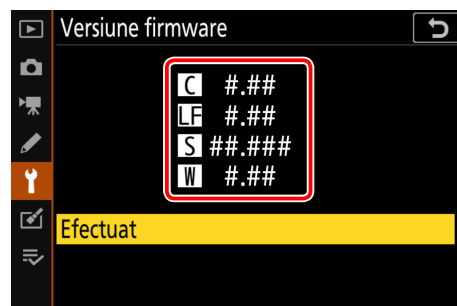 Versiune firmware
C #.##
LF #.##
S ##.###
W #.##
Efectuat